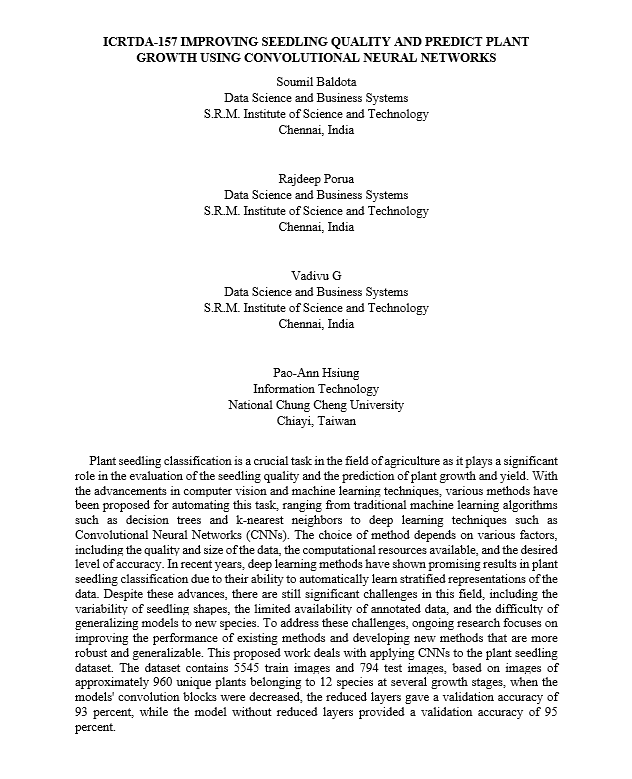 ICRTDA-157 IMPROVING SEEDLING QUALITY AND PREDICT PLANT
GROWTH USING CONVOLUTIONAL NEURAL NETWORKS
Soumil Baldota
Data Science and Business Systems
S.R.M. Institute of Science and Technology
Chennai, India
Rajdeep Porua
Data Science and Business Systems
S.R.M. Institute of Science and Technology
Chennai, India
Vadivu G
Data Science and Business Systems
S.R.M. Institute of Science and Technology
Chennai, India
Pao-Ann Hsiung
Information Technology
National Chung Cheng University
Chiayi, Taiwan
Plant seedling classification is a crucial task in the field of agriculture as it plays a significant
role in the evaluation of the seedling quality and the prediction of plant growth and yield. With
the advancements in computer vision and machine learning techniques, various methods have
been proposed for automating this task, ranging from traditional machine learning algorithms
such as decision trees and k-nearest neighbors to deep learning techniques such as
Convolutional Neural Networks (CNNs). The choice of method depends on various factors,
including the quality and size of the data, the computational resources available, and the desired
level of accuracy. In recent years, deep learning methods have shown promising results in plant
seedling classification due to their ability to automatically learn stratified representations of the
data. Despite these advances, there are still significant challenges in this field, including the
variability of seedling shapes, the limited availability of annotated data, and the difficulty of
generalizing models to new species. To address these challenges, ongoing research focuses on
improving the performance of existing methods and developing new methods that are more
robust and generalizable. This proposed work deals with applying CNNs to the plant seedling
dataset. The dataset contains 5545 train images and 794 test images, based on images of
approximately 960 unique plants belonging to 12 species at several growth stages, when the
models' convolution blocks were decreased, the reduced layers gave a validation accuracy of
93 percent, while the model without reduced layers provided a validation accuracy of 95
percent.